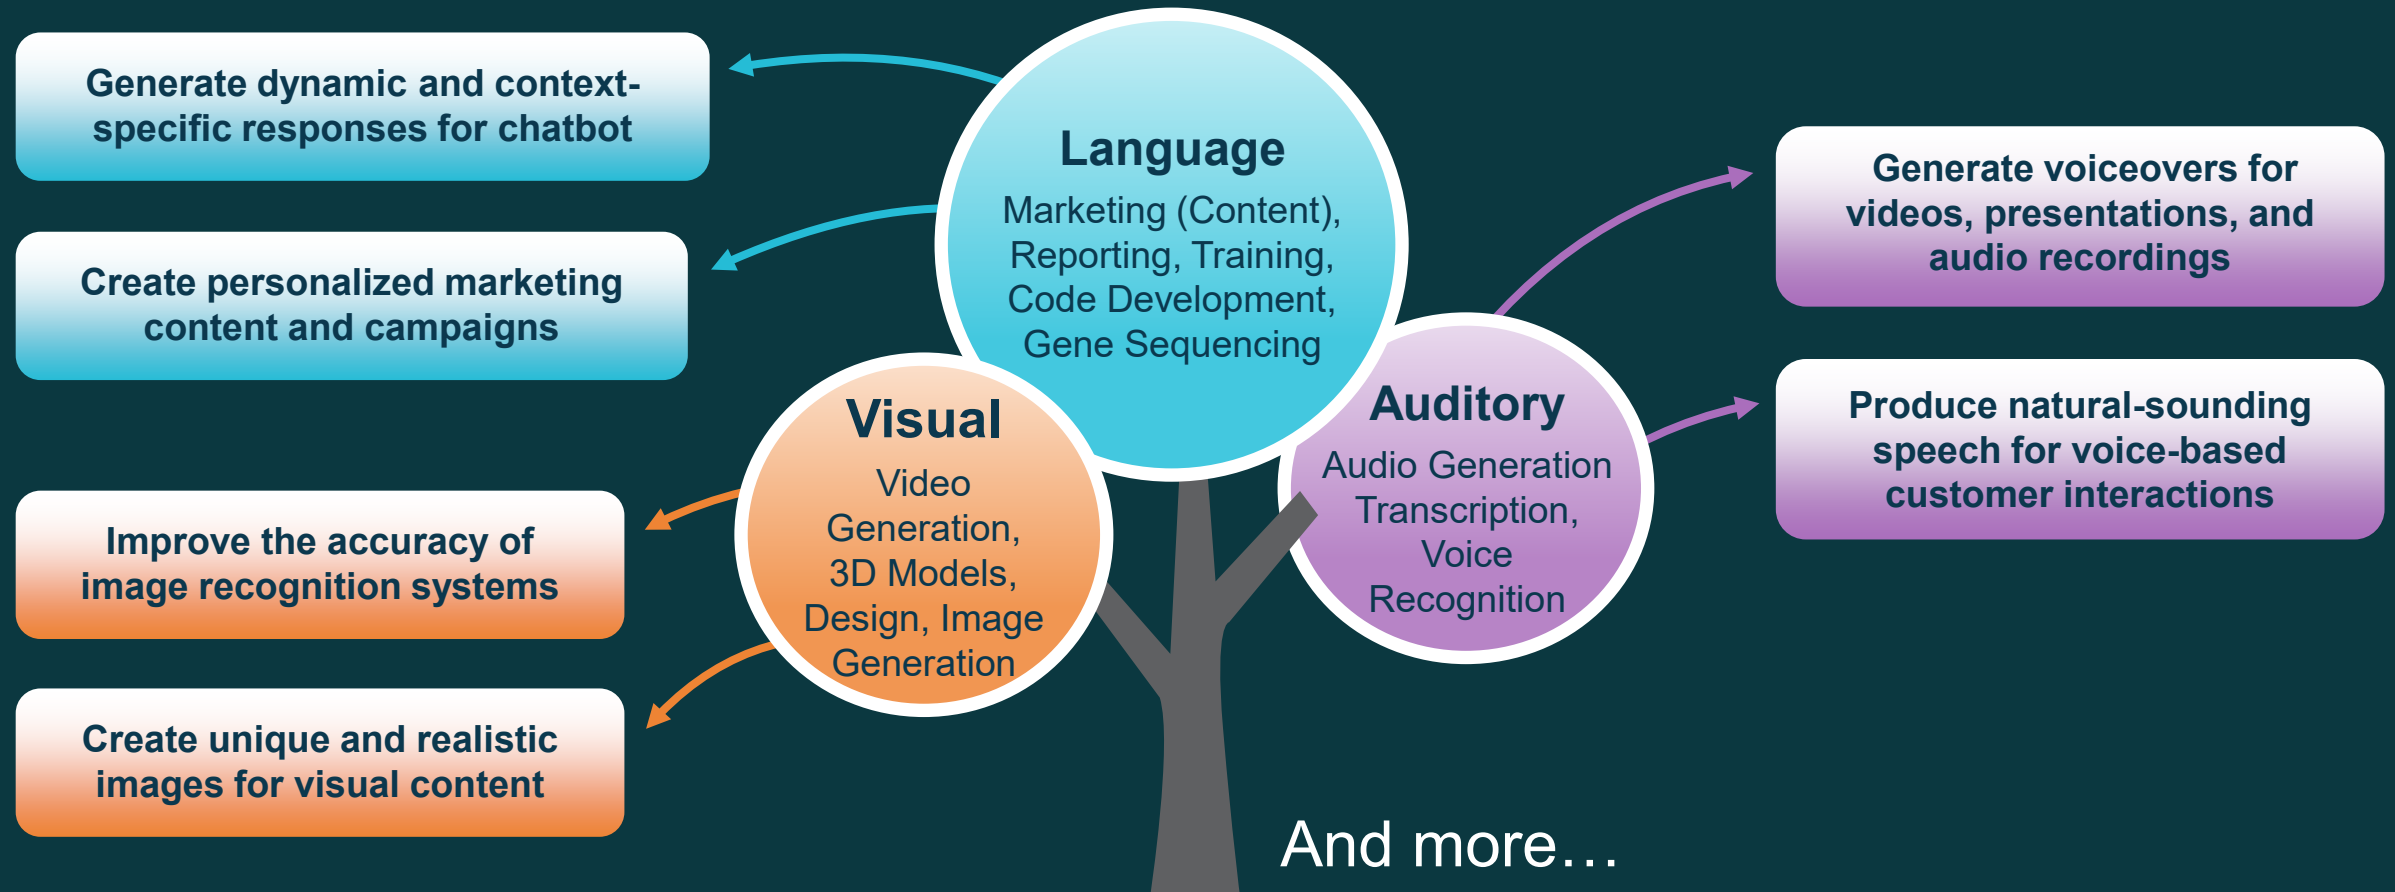 Generate dynamic and context-
specific responses for chatbot
Create personalized marketing
content and campaigns
Improve the accuracy of
image recognition systems
Create unique and realistic
images for visual content
Language
Marketing (Content),
Reporting, Training,
Code Development,
Gene Sequencing
Visual
Video
Generation,
3D Models,
Design, Image
Generation
Auditory
Audio Generation
Transcription,
Voice
Recognition
Generate voiceovers for
videos, presentations, and
audio recordings
Produce natural-sounding
speech for voice-based
customer interactions
And more…